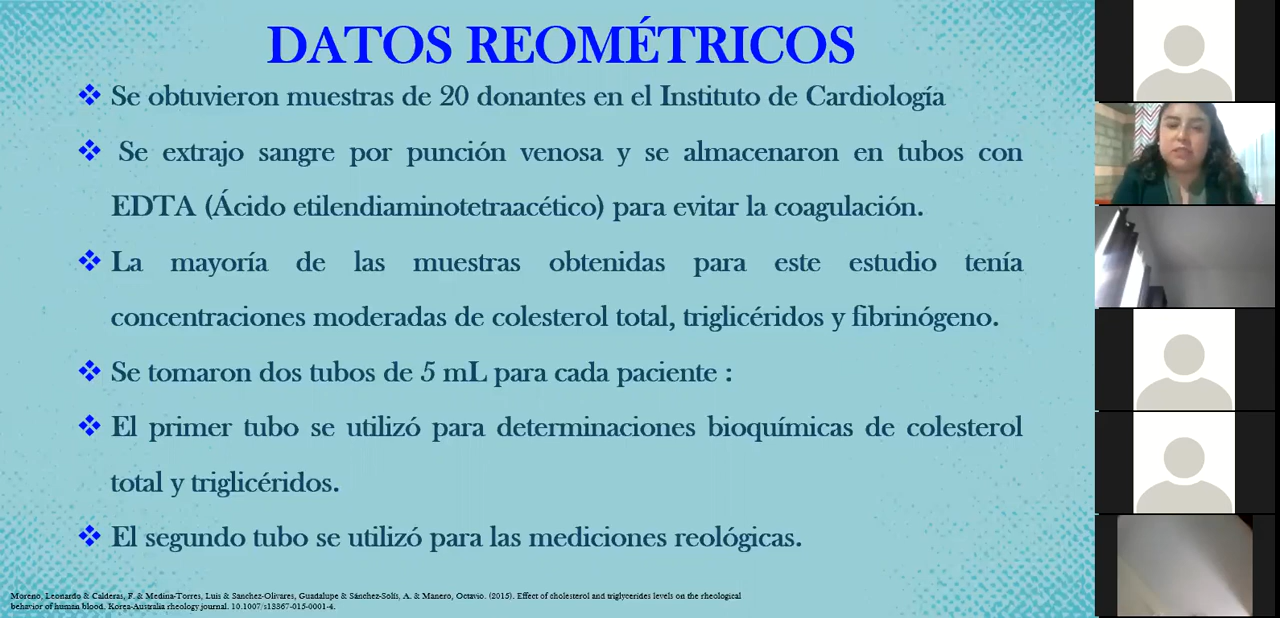 DATOS REOMÉTRICOS
❖ Se obtuvieron muestras de 20 donantes en el Instituto de Cardiología
❖ Se extrajo sangre por punción venosa y se almacenaron en tubos con
EDTA (Ácido etilendiaminotetraacético) para evitar la coagulación.
❖ La mayoría de las muestras obtenidas para este estudio tenía
concentraciones moderadas de colesterol total, triglicéridos y fibrinógeno.
❖ Se tomaron dos tubos de 5 mL para cada paciente :
❖ El primer tubo se utilizó para determinaciones bioquímicas de colesterol
total y triglicéridos.
❖ El segundo tubo se utilizó para las mediciones reológicas.
Moreno, Leonardo & Calderas, F. & Medina-Torres, Luis & Sanchez-Olivares, Guadalupe & Sánchez-Solís, A. & Manero, Octavio. (2015). Effect of cholesterol and triglycerides levels on the rheological
behavior of human blood. Korea-Australia rheology journal. 10.1007/s13367-015-0001-4.